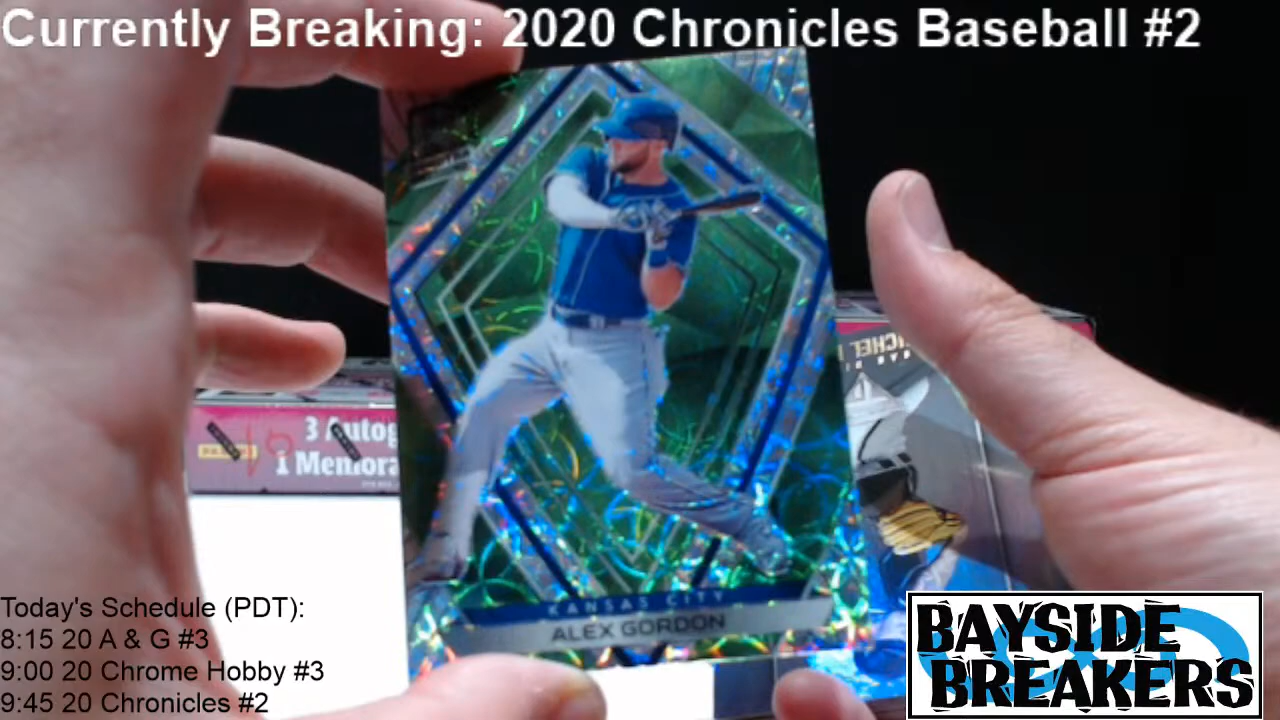 Currently Breaking: 2020 Chronicles Baseball #2
KANSAS CITY
ALEX GORDON
3 Autog
1 Memora
Today's Schedule (PDT):
8:15 20 A & G #3
9:00 20 Chrome Hobby #3
9:45 20 Chronicles #2
BAYSIDE
BREAKERS